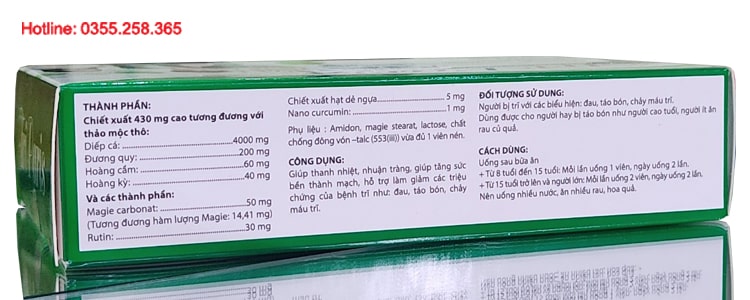 Hotline: 0355.258.365
THÀNH PHẦN:
Chiết xuất 430 mg cao tương đương với
thảo mộc thô:
Diếp cá: ........ 4000 mg
Đương quy: ........ 200 mg
Hoàng cầm: ........ 60 mg
Hoàng kỳ: ........ 40 mg
Và các thành phần:
Magie carbonat: ........ 50 mg
(Tương đương hàm lượng Magie: 14,41 mg)
Rutin: ........ 30 mg
Chiết xuất hạt dẻ ngựa ........ 5 mg
Nano curcumin: ........ 1 mg
Phụ liệu : Amidon, magie stearat, lactose, chất
chống đông vón –talc (553(iii)) vừa đủ 1 viên nén.
CÔNG DỤNG:
Giúp thanh nhiệt, nhuận tràng, giúp tăng sức
bền thành mạch, hỗ trợ làm giảm các triệu
chứng của bệnh trĩ như: đau, táo bón, chảy
máu trĩ.
ĐỐI TƯỢNG SỬ DỤNG:
Người bị trĩ với các biểu hiện: đau, táo bón, chảy máu trĩ.
Dùng được cho người hay bị táo bón như người cao tuổi, người ít ăn
rau củ quả.
CÁCH DÙNG:
Uống sau bữa ăn
+ Từ 8 tuổi đến 15 tuổi: Mỗi lần uống 1 viên, ngày uống 2 lần.
+ Từ 15 tuổi trở lên và người lớn: Mỗi lần uống 2 viên, ngày uống 2 lần.
Nên uống nhiều nước, ăn nhiều rau, hoa quả.